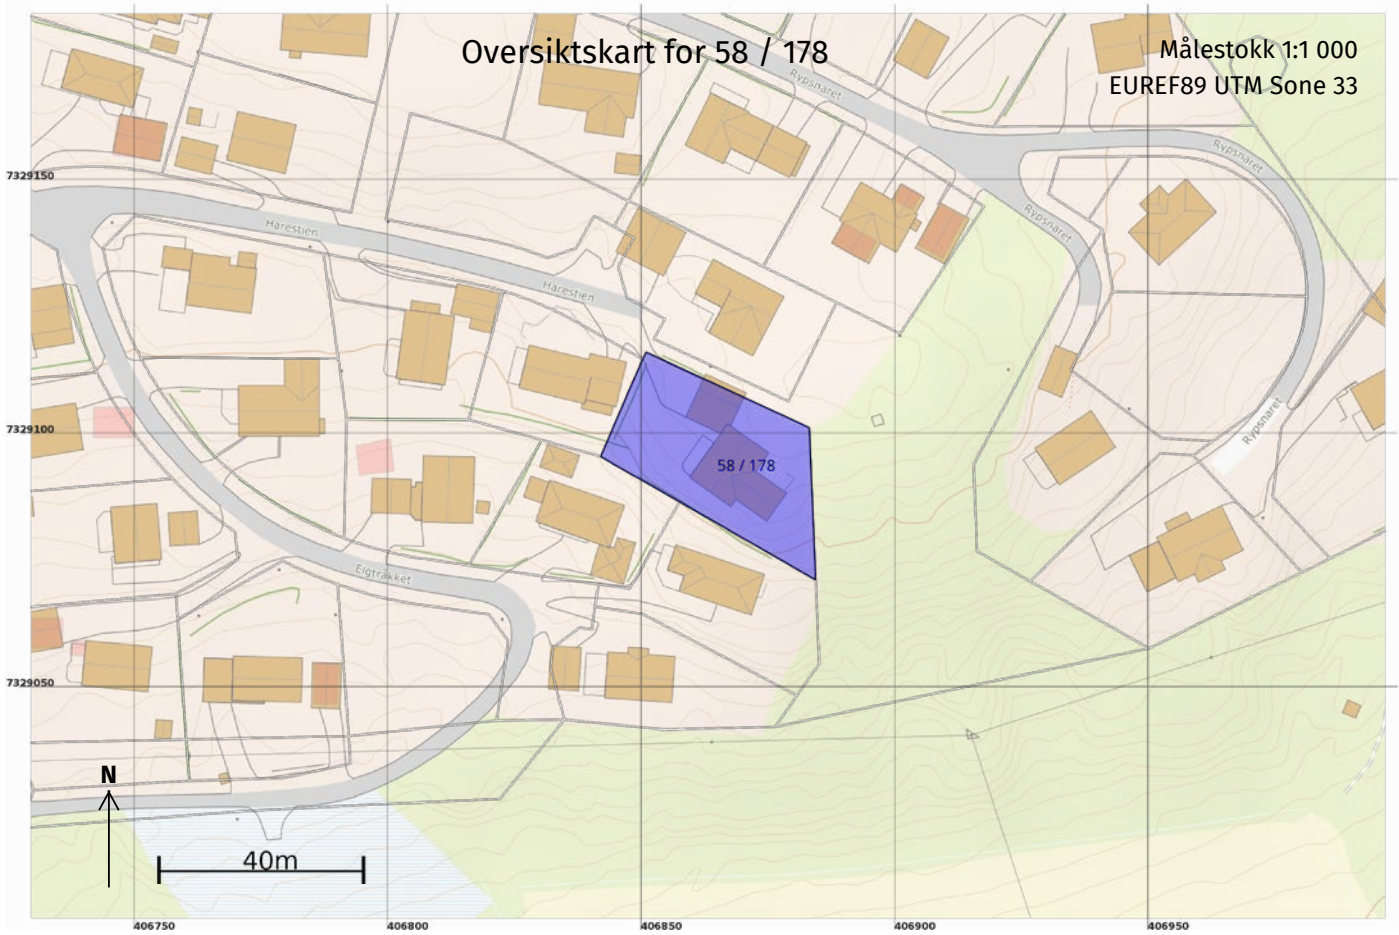 Oversiktskart for 58 / 178
Målestokk 1:1 000
EUREF89 UTM Sone 33
Rypsnaret
Rypsnaret
7329150
Rypsnaret
Harestien
Harestien
Rypsnaret
7329100
58 / 178
Elgtråkket
7329050
N
40m
406750
406800
406850
406900
406950